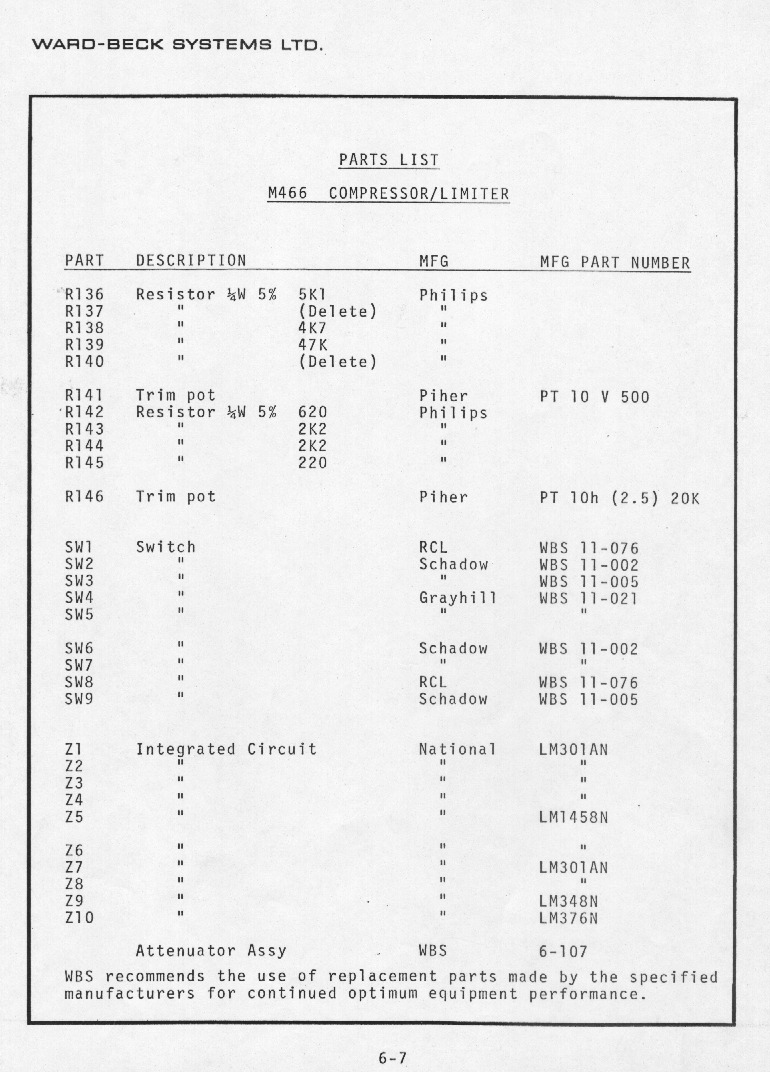 WARD-BECK SYSTEMS LTD.
PARTS LIST
M466 COMPRESSOR/LIMITER
PART DESCRIPTION MFG MFG PART NUMBER
R136 Resistor ¼W 5% 5K1 Philips
R137 " (Delete) "
R138 " 4K7 "
R139 " 47K "
R140 " (Delete) "
R141 Trim pot Piher PT 10 V 500
R142 Resistor ¼W 5% 620 Philips
R143 " 2K2 "
R144 " 2K2 "
R145 " 220 "
R146 Trim pot Piher PT 10h (2.5) 20K
SW1 Switch RCL WBS 11-076
SW2 " Schadow WBS 11-002
SW3 " " WBS 11-005
SW4 " Grayhill WBS 11-021
SW5 " " "
SW6 " Schadow WBS 11-002
SW7 " " "
SW8 " RCL WBS 11-076
SW9 " Schadow WBS 11-005
Z1 Integrated Circuit National LM301AN
Z2 " " "
Z3 " " "
Z4 " " "
Z5 " " LM1458N
Z6 " " "
Z7 " " LM301AN
Z8 " " "
Z9 " " LM348N
Z10 " " LM376N
Attenuator Assy WBS 6-107
WBS recommends the use of replacement parts made by the specified
manufacturers for continued optimum equipment performance.
6-7